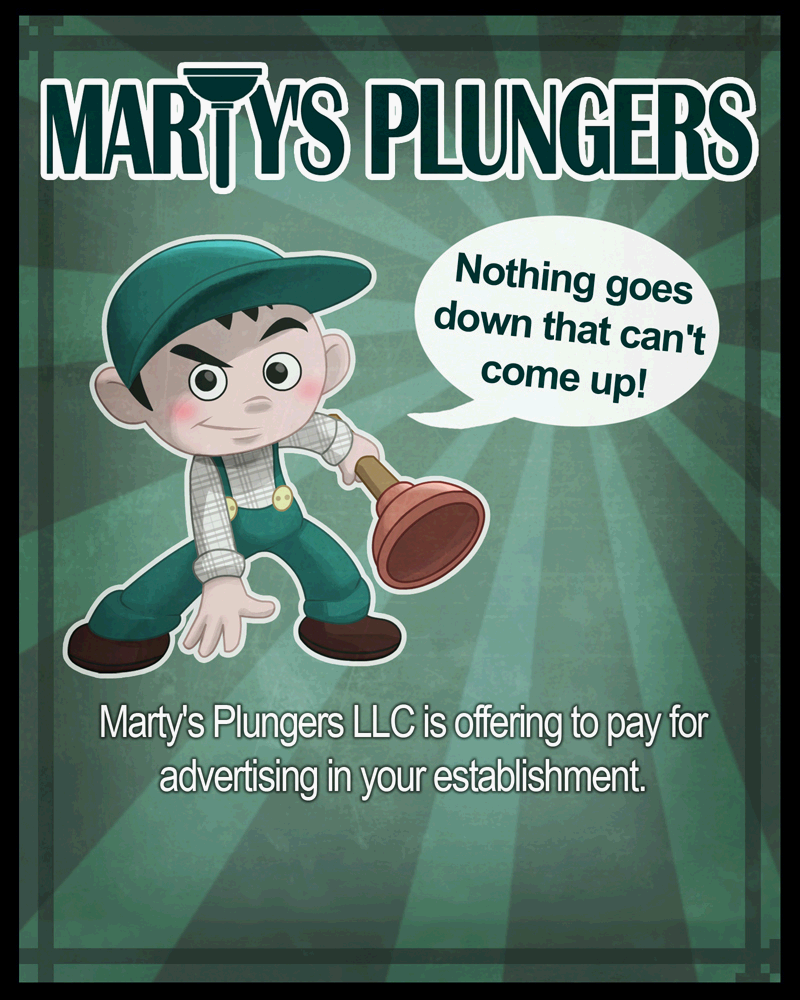 MARTY'S PLUNGERS
Nothing goes
down that can't
come up!
Marty's Plungers LLC is offering to pay for
advertising in your establishment.